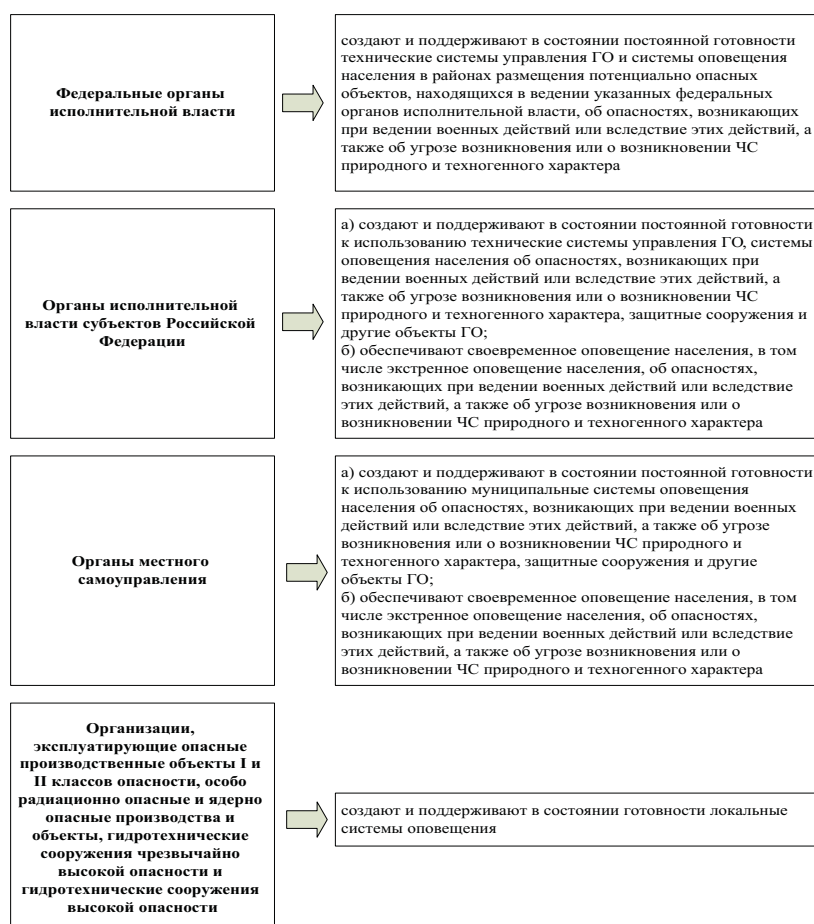 Федеральные органы
исполнительной власти
создают и поддерживают в состоянии постоянной готовности
технические системы управления ГО и системы оповещения
населения в районах размещения потенциально опасных
объектов, находящихся в ведении указанных федеральных
органов исполнительной власти, об опасностях, возникающих
при ведении военных действий или вследствие этих действий, а
также об угрозе возникновения или о возникновении ЧС
природного и техногенного характера
Органы исполнительной
власти субъектов Российской
Федерации
а) создают и поддерживают в состоянии постоянной готовности
к использованию технические системы управления ГО, системы
оповещения населения об опасностях, возникающих при
ведении военных действий или вследствие этих действий, а
также об угрозе возникновения или о возникновении ЧС
природного и техногенного характера, защитные сооружения и
другие объекты ГО;
б) обеспечивают своевременное оповещение населения, в том
числе экстренное оповещение населения, об опасностях,
возникающих при ведении военных действий или вследствие
этих действий, а также об угрозе возникновения или о
возникновении ЧС природного и техногенного характера
Органы местного
самоуправления
а) создают и поддерживают в состоянии постоянной готовности
к использованию муниципальные системы оповещения
населения об опасностях, возникающих при ведении военных
действий или вследствие этих действий, а также об угрозе
возникновения или о возникновении ЧС природного и
техногенного характера, защитные сооружения и другие
объекты ГО;
б) обеспечивают своевременное оповещение населения, в том
числе экстренное оповещение населения, об опасностях,
возникающих при ведении военных действий или вследствие
этих действий, а также об угрозе возникновения или о
возникновении ЧС природного и техногенного характера
Организации,
эксплуатирующие опасные
производственные объекты I и
II классов опасности, особо
радиационно опасные и ядерно
опасные производства и
объекты, гидротехнические
сооружения чрезвычайно
высокой опасности и
гидротехнические сооружения
высокой опасности
создают и поддерживают в состоянии готовности локальные
системы оповещения